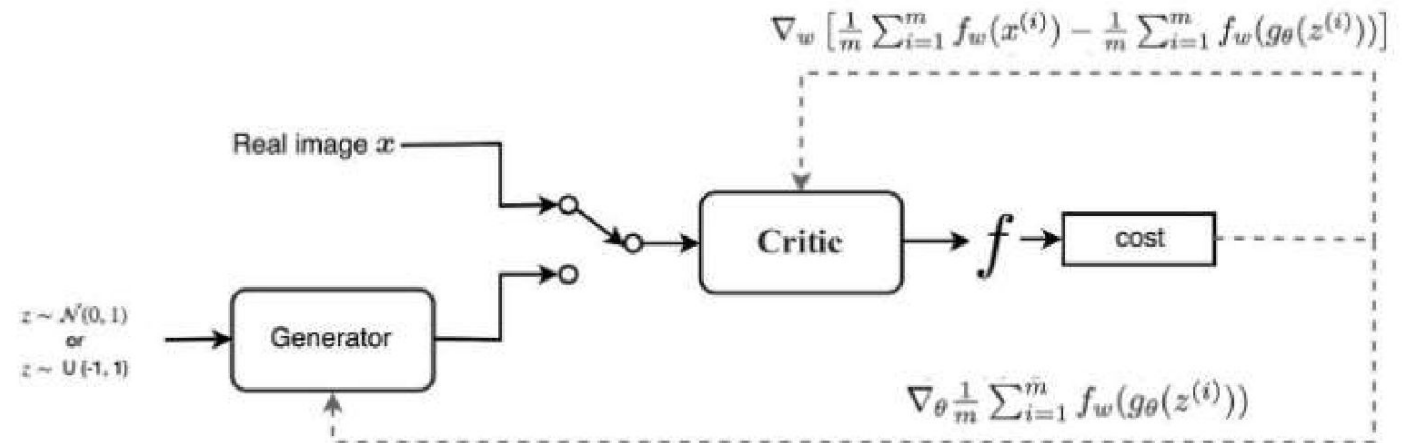 ∇_w [1/m ∑_{i=1}^{m} f_w(x^{(i)}) − 1/m ∑_{i=1}^{m} f_w(g_θ(z^{(i)}))]
Real image x
Critic
f
cost
z ~ N(0, 1)
or
z ~ U(-1, 1)
Generator
∇_θ 1/m ∑_{i=1}^{m} f_w(g_θ(z^{(i)}))